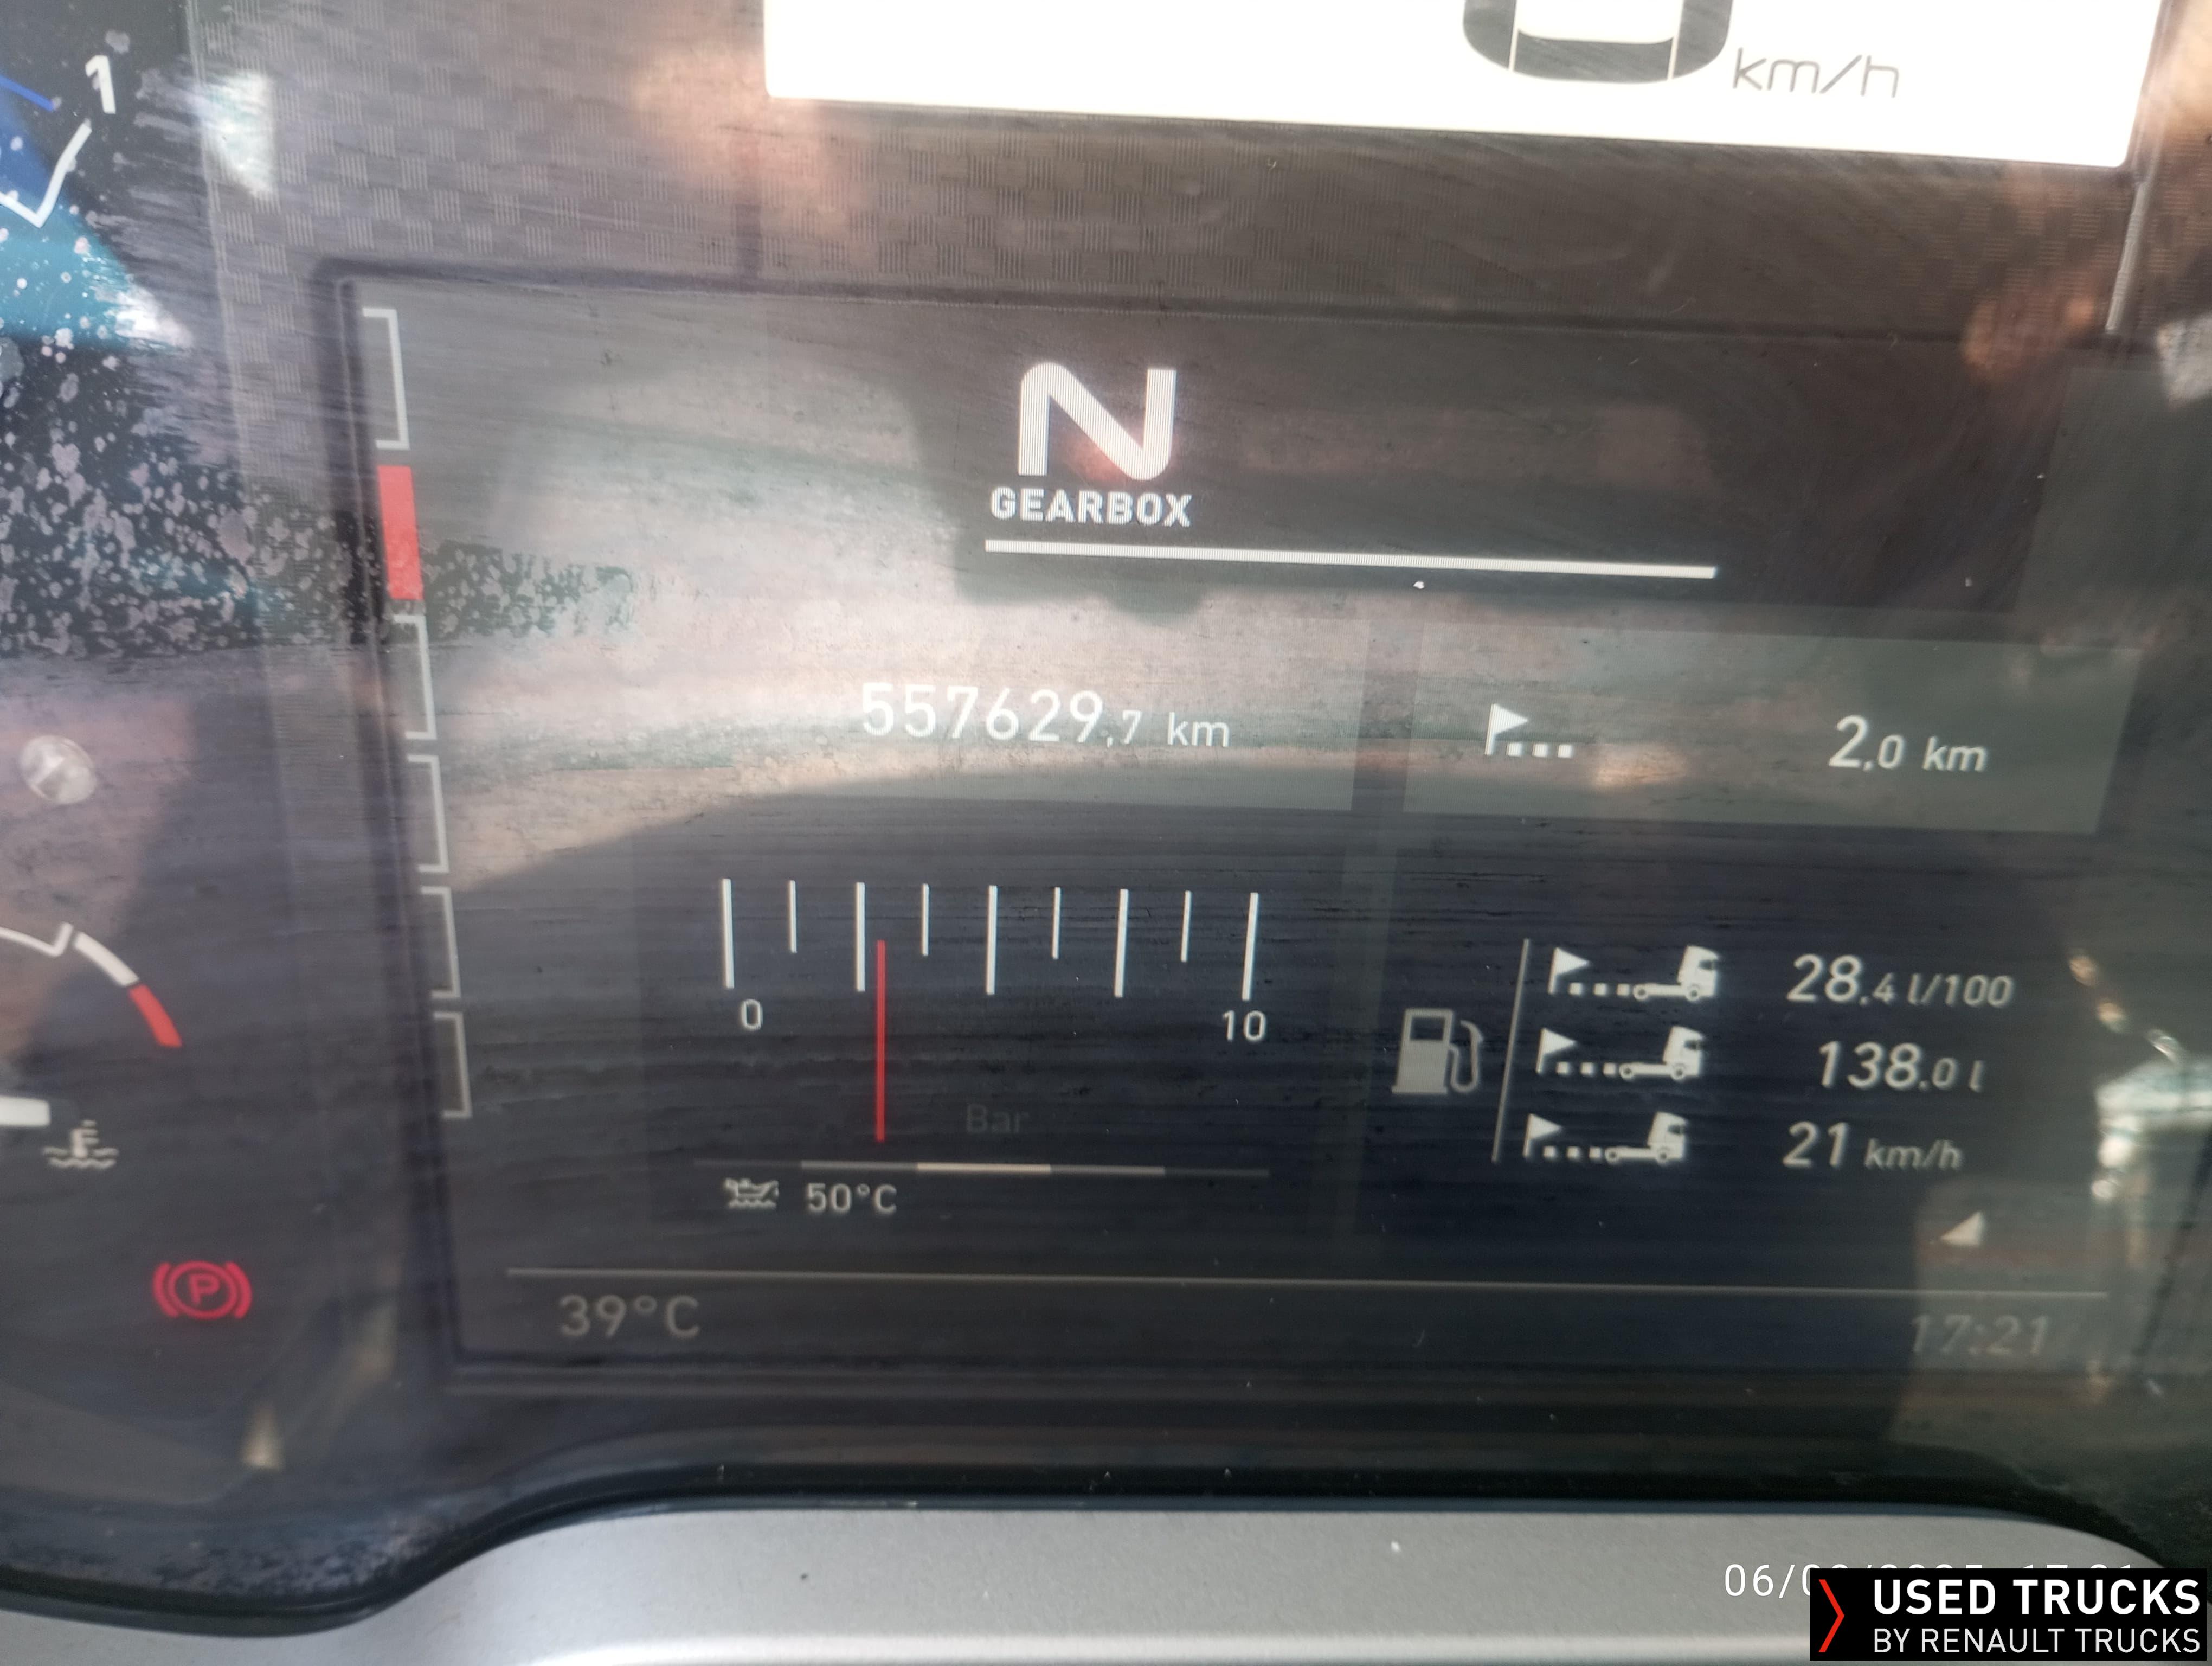 1
km/h
N
GEARBOX
557629,7 km
2,0 km
0
10
Bar
28.4 l/100
138.0 l
21 km/h
50°C
P
39°C
17:21
USED TRUCKS
BY RENAULT TRUCKS